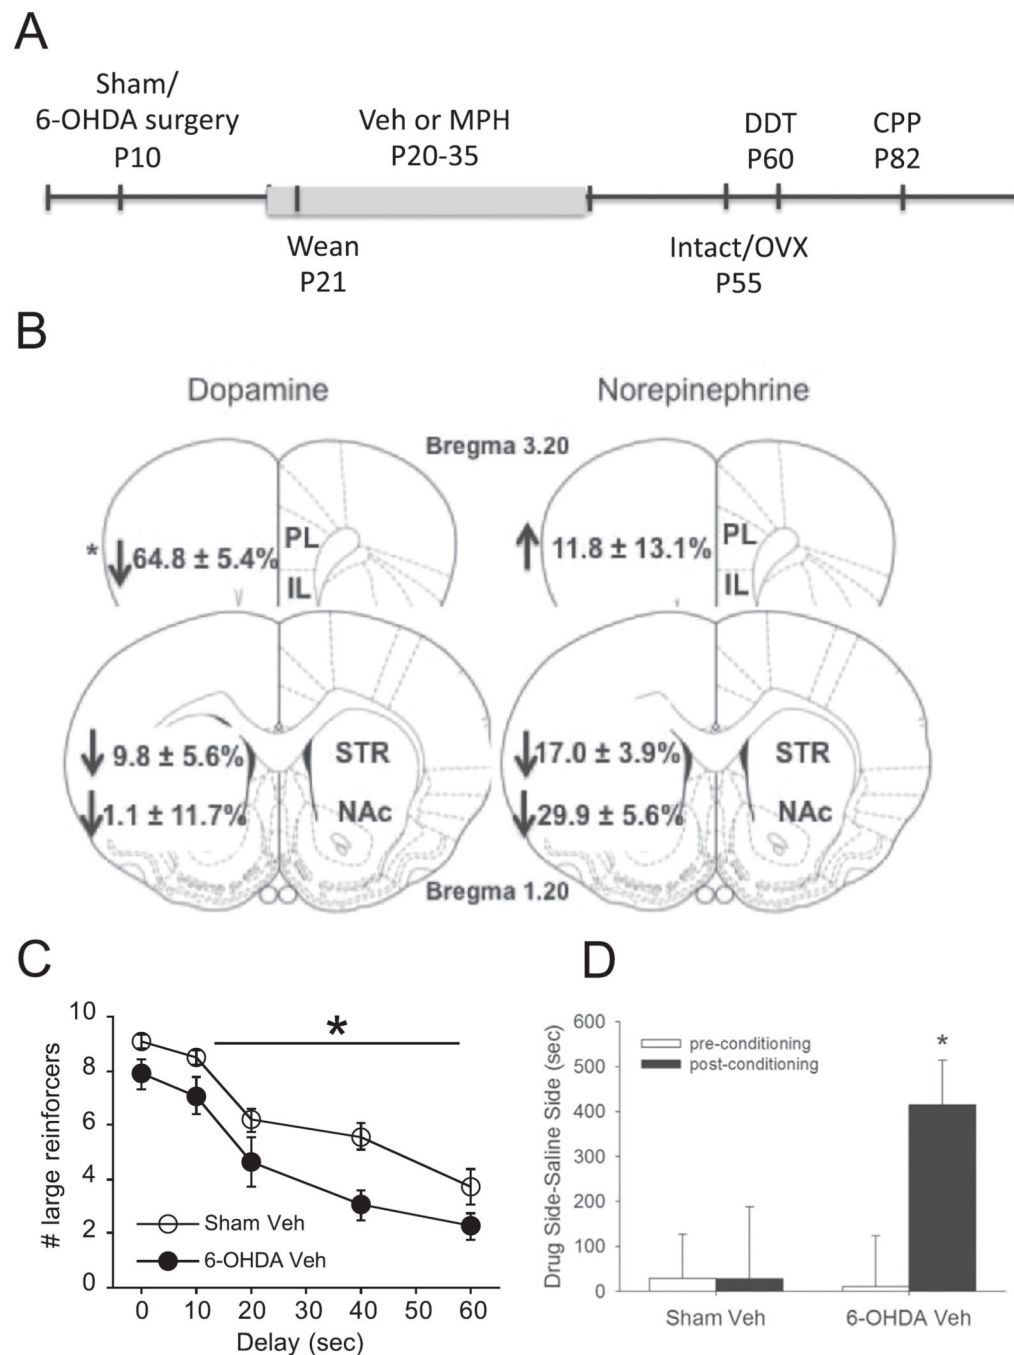 A
Sham/
6-OHDA surgery
P10
Veh or MPH
P20-35
DDT
P60
CPP
P82
Wean
P21
Intact/OVX
P55
B
Dopamine
Norepinephrine
Bregma 3.20
* 64.8 ± 5.4%
PL
IL
11.8 ± 13.1%
PL
IL
9.8 ± 5.6%
STR
1.1 ± 11.7%
NAc
17.0 ± 3.9%
STR
29.9 ± 5.6%
NAc
Bregma 1.20
C
# large reinforcers
10
8
6
4
2
0
*
Sham Veh
6-OHDA Veh
0 10 20 30 40 50 60
Delay (sec)
D
Drug Side-Saline Side (sec)
600
500
400
300
200
100
0
pre-conditioning
post-conditioning
*
Sham Veh
6-OHDA Veh